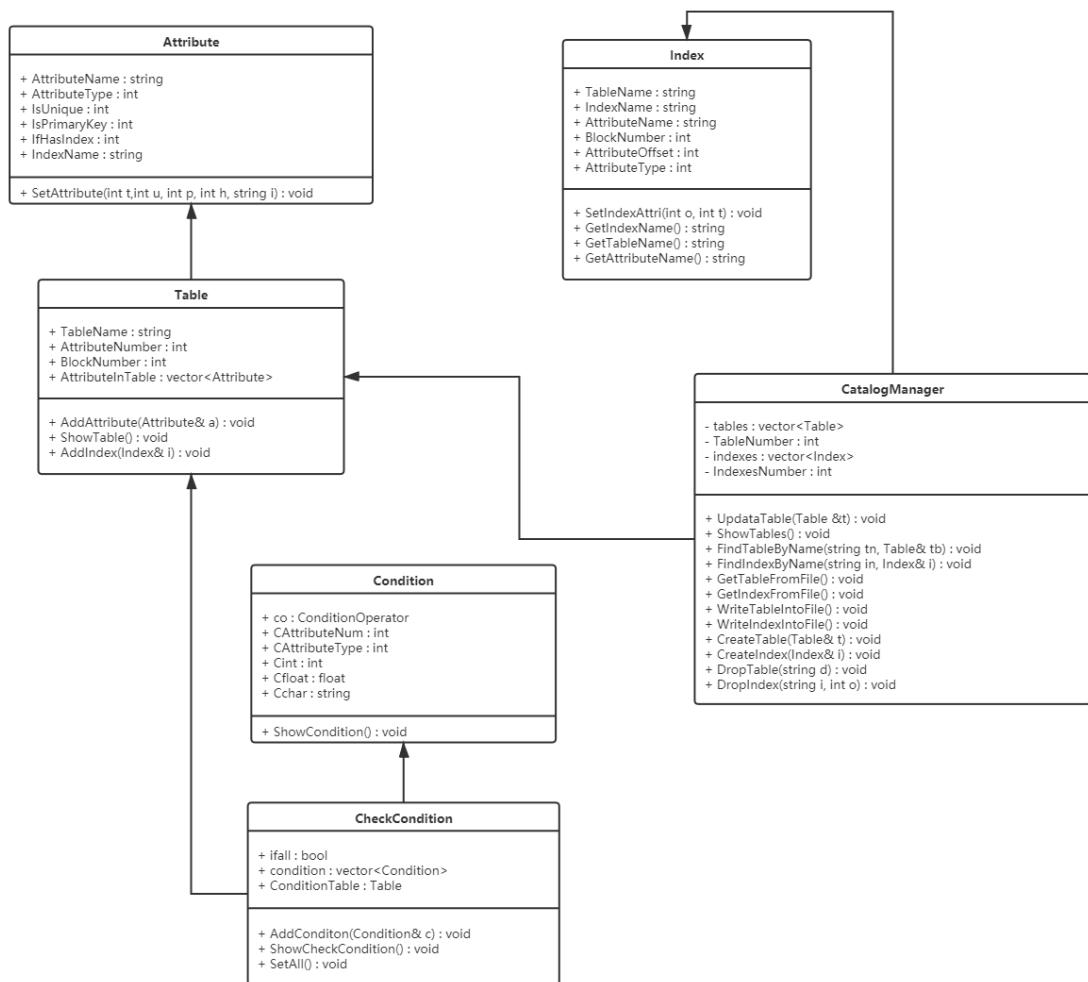 Attribute
+ AttributeName : string
+ AttributeType : int
+ IsUnique : int
+ IsPrimaryKey : int
+ IfHasIndex : int
+ IndexName : string
+ SetAttribute(int t,int u, int p, int h, string i) : void
Index
+ TableName : string
+ IndexName : string
+ AttributeName : string
+ BlockNumber : int
+ AttributeOffset : int
+ AttributeType : int
+ SetIndexAttri(int o, int t) : void
+ GetIndexName() : string
+ GetTableName() : string
+ GetAttributeName() : string
Table
+ TableName : string
+ AttributeNumber : int
+ BlockNumber : int
+ AttributeInTable : vector<Attribute>
+ AddAttribute(Attribute& a) : void
+ ShowTable() : void
+ AddIndex(Index& i) : void
CatalogManager
- tables : vector<Table>
- TableNumber : int
- indexes : vector<Index>
- IndexesNumber : int
+ UpdataTable(Table &t) : void
+ ShowTables() : void
+ FindTableByName(string tn, Table& tb) : void
+ FindIndexByName(string in, Index& i) : void
+ GetTableFromFile() : void
+ GetIndexFromFile() : void
+ WriteTableIntoFile() : void
+ WriteIndexIntoFile() : void
+ CreateTable(Table& t) : void
+ CreateIndex(Index& i) : void
+ DropTable(string d) : void
+ DropIndex(string i, int o) : void
Condition
+ co : ConditionOperator
+ CAttributeNum : int
+ CAttributeType : int
+ Cint : int
+ Cfloat : float
+ Cchar : string
+ ShowCondition() : void
CheckCondition
+ ifall : bool
+ condition : vector<Condition>
+ ConditionTable : Table
+ AddConditon(Condition& c) : void
+ ShowCheckCondition() : void
+ SetAll() : void